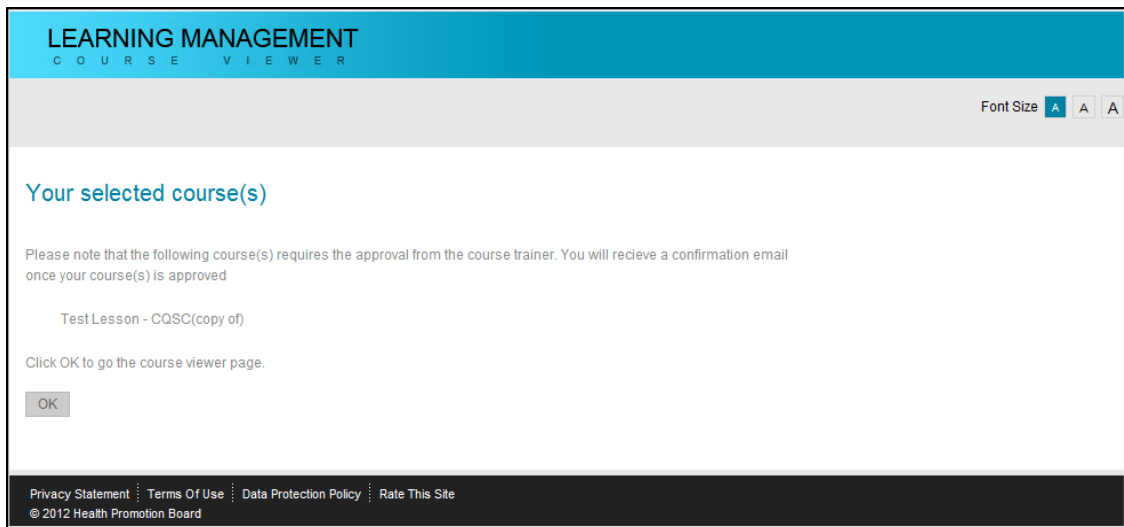 LEARNING MANAGEMENT
COURSE VIEWER
Font Size A A A
Your selected course(s)
Please note that the following course(s) requires the approval from the course trainer. You will recieve a confirmation email
once your course(s) is approved
Test Lesson - CQSC(copy of)
Click OK to go the course viewer page.
OK
Privacy Statement Terms Of Use Data Protection Policy Rate This Site
© 2012 Health Promotion Board